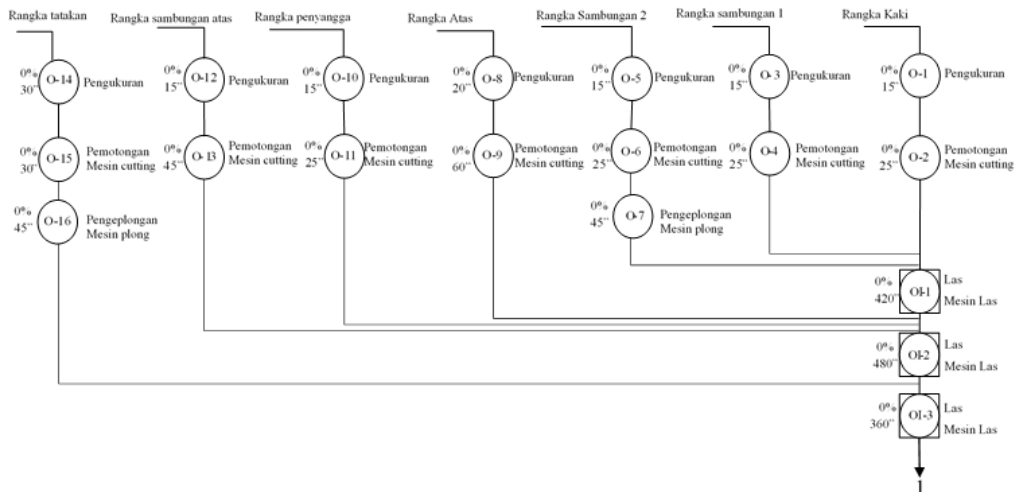 Rangka tatakan
Rangka sambungan atas
Rangka penyangga
Rangka Atas
Rangka Sambungan 2
Rangka sambungan 1
Rangka Kaki
0%
30"
O-14
Pengukuran
0%
15"
O-12
Pengukuran
0%
15"
O-10
Pengukuran
0%
20"
O-8
Pengukuran
0%
15"
O-5
Pengukuran
0%
15"
O-3
Pengukuran
0%
15"
O-1
Pengukuran
0%
30"
O-15
Pemotongan
Mesin cutting
0%
45"
O-13
Pemotongan
Mesin cutting
0%
25"
O-11
Pemotongan
Mesin cutting
0%
60"
O-9
Pemotongan
Mesin cutting
0%
25"
O-6
Pemotongan
Mesin cutting
0%
25"
O-4
Pemotongan
Mesin cutting
0%
25"
O-2
Pemotongan
Mesin cutting
0%
45"
O-16
Pengeplongan
Mesin plong
0%
45"
O-7
Pengeplongan
Mesin plong
0%
420"
OI-1
Las
Mesin Las
0%
480"
OI-2
Las
Mesin Las
0%
360"
OI-3
Las
Mesin Las
1